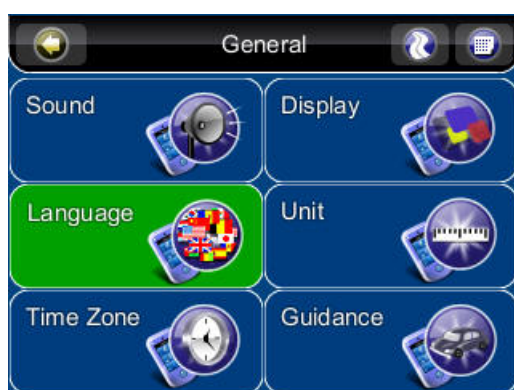 General
Sound
Display
Language
Unit
Time Zone
Guidance